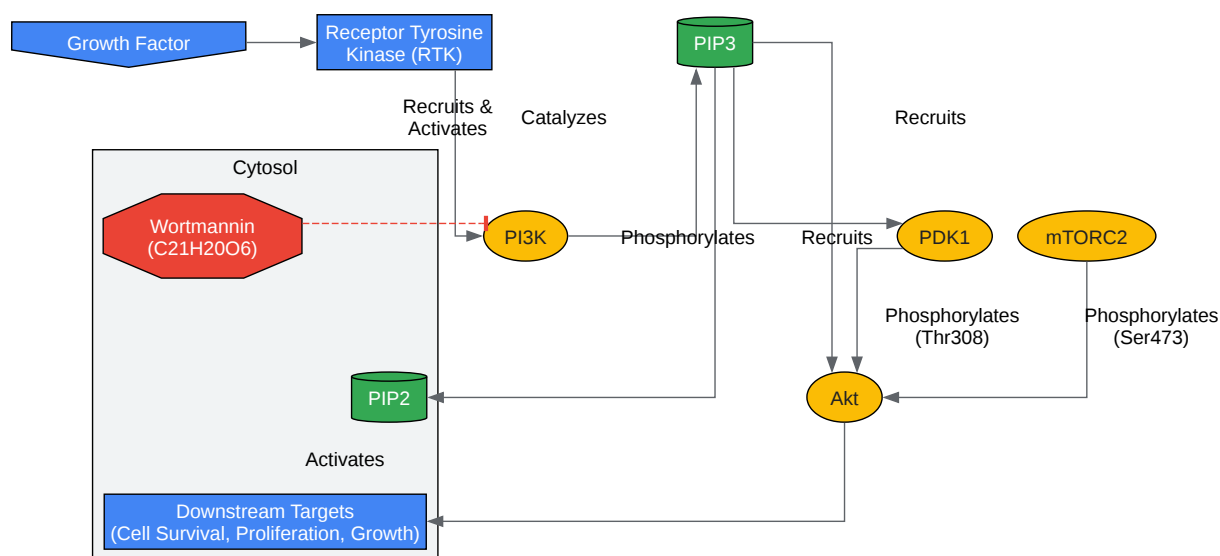 Growth Factor
Receptor Tyrosine
Kinase (RTK)
PIP3
Recruits &
Activates
Catalyzes
Recruits
Cytosol
Wortmannin
(C21H20O6)
PI3K
Phosphorylates
Recruits
PDK1
mTORC2
Phosphorylates
(Thr308)
Phosphorylates
(Ser473)
PIP2
Akt
Activates
Downstream Targets
(Cell Survival, Proliferation, Growth)